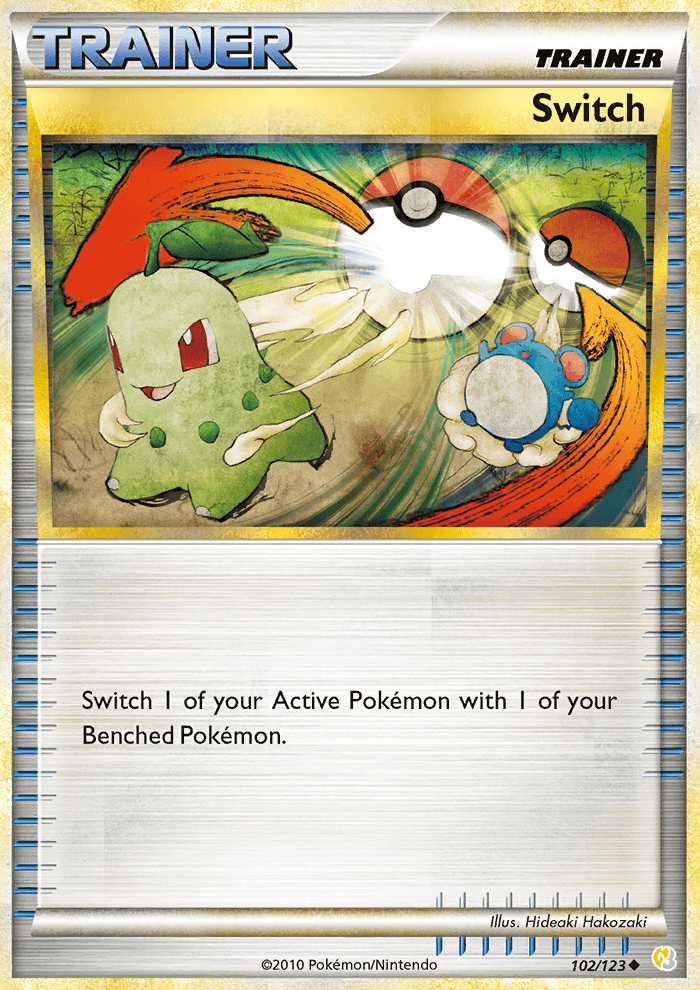 TRAINER
TRAINER
Switch
Switch 1 of your Active Pokémon with 1 of your
Benched Pokémon.
Illus. Hideaki Hakozaki
©2010 Pokémon/Nintendo
102/123